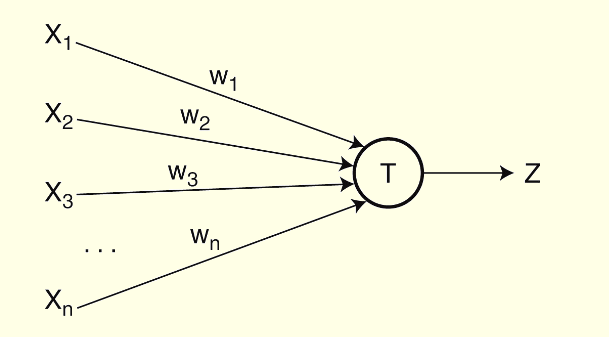 X₁
w₁
X₂
w₂
X₃
w₃
T
Z
. . .
wₙ
Xₙ